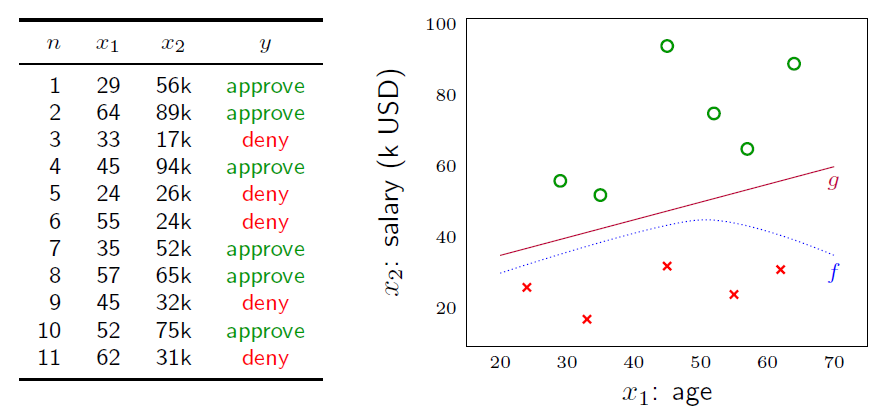 n x₁ x₂ y
1 29 56k approve
2 64 89k approve
3 33 17k deny
4 45 94k approve
5 24 26k deny
6 55 24k deny
7 35 52k approve
8 57 65k approve
9 45 32k deny
10 52 75k approve
11 62 31k deny
x₂: salary (k USD)
100
80
60
40
20
g
f
20 30 40 50 60 70
x₁: age